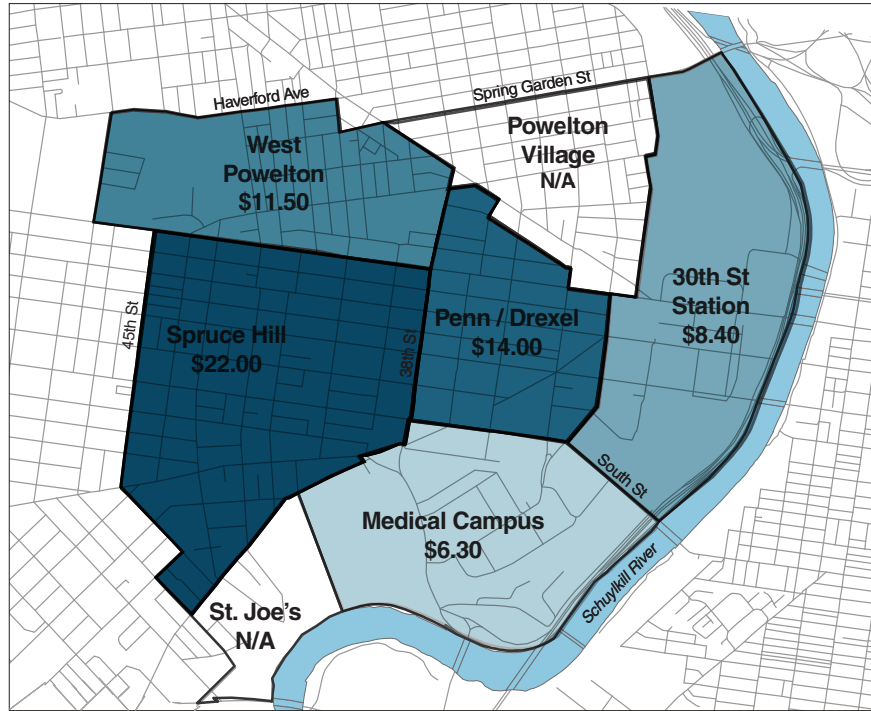 Haverford Ave
Spring Garden St
West
Powelton
$11.50
Powelton
Village
N/A
30th St
Station
$8.40
45th St
Spruce Hill
$22.00
38th St
Penn / Drexel
$14.00
South St
Medical Campus
$6.30
Schuylkill River
St. Joe's
N/A